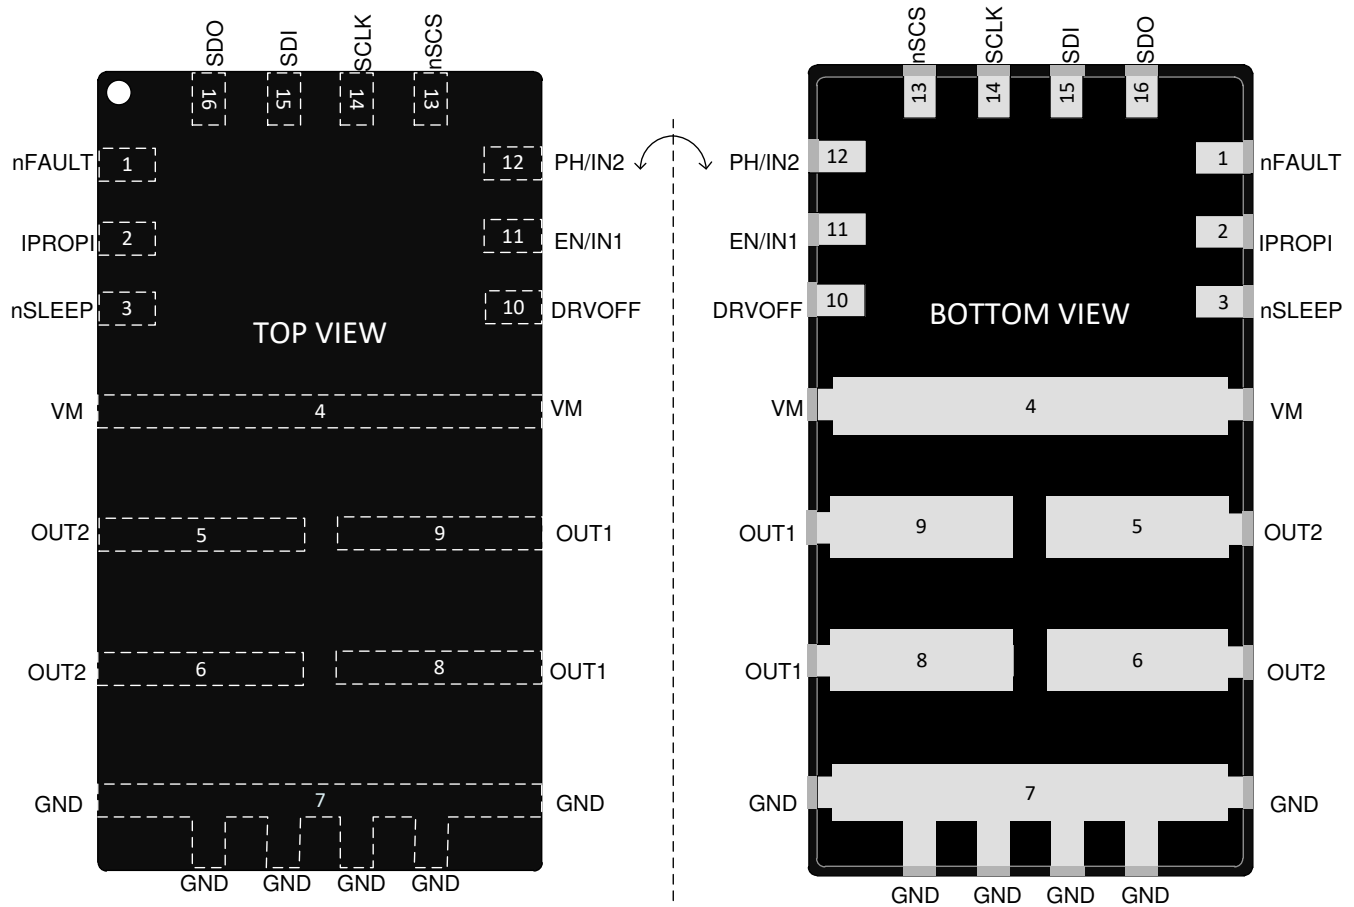 SDO SDI SCLK nSCS
16 15 14 13
nFAULT 1 12 PH/IN2
IPROPI 2 11 EN/IN1
nSLEEP 3 10 DRVOFF
TOP VIEW
VM 4 VM
OUT2 5 9 OUT1
OUT2 6 8 OUT1
GND 7 GND
GND GND GND GND
nSCS SCLK SDI SDO
13 14 15 16
PH/IN2 12 1 nFAULT
EN/IN1 11 2 IPROPI
DRVOFF 10 3 nSLEEP
BOTTOM VIEW
VM 4 VM
OUT1 9 5 OUT2
OUT1 8 6 OUT2
GND 7 GND
GND GND GND GND